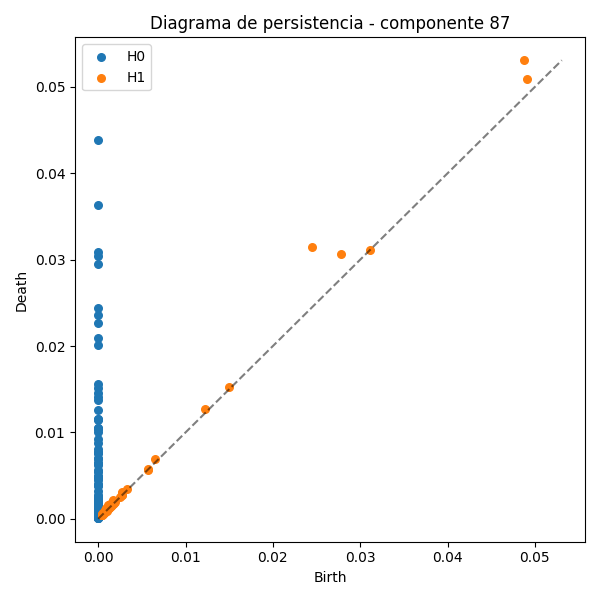 Diagrama de persistencia - componente 87
H0
H1
0.05
0.04
0.03
0.02
0.01
0.00
Death
0.00 0.01 0.02 0.03 0.04 0.05
Birth